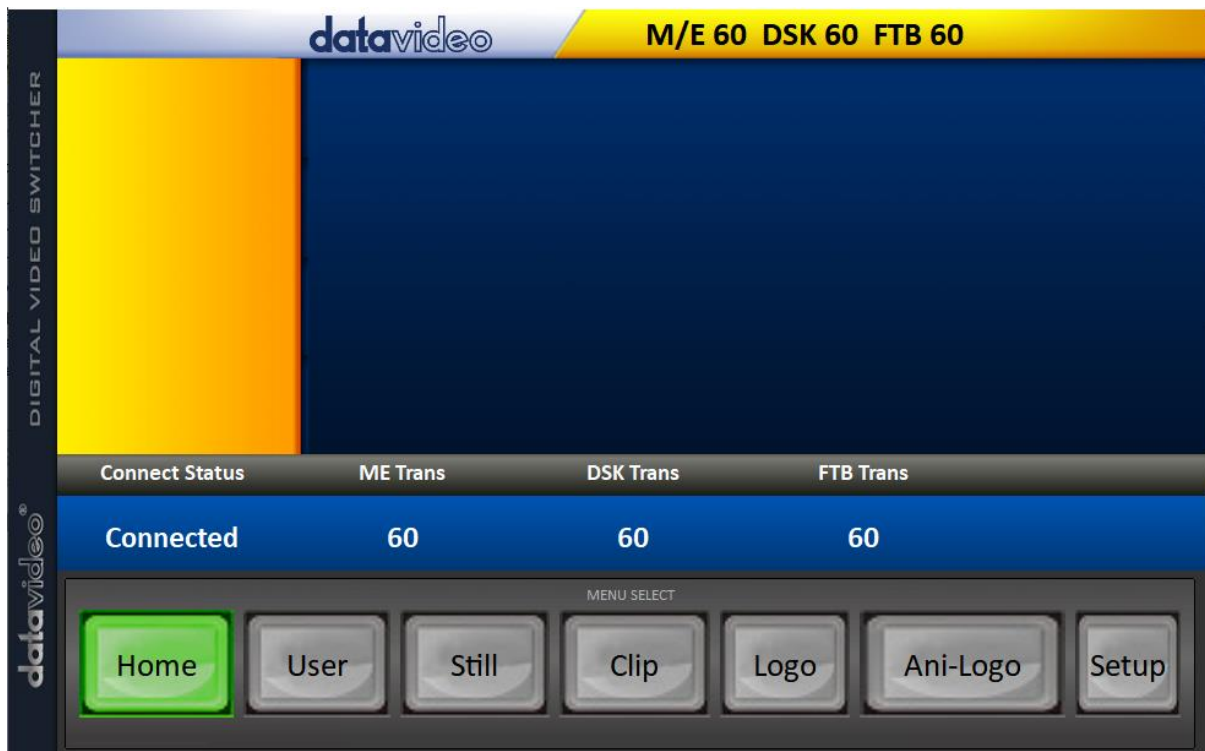 datavideo
M/E 60 DSK 60 FTB 60
DIGITAL VIDEO SWITCHER
datavideo®
Connect Status ME Trans DSK Trans FTB Trans
Connected 60 60 60
MENU SELECT
Home User Still Clip Logo Ani-Logo Setup